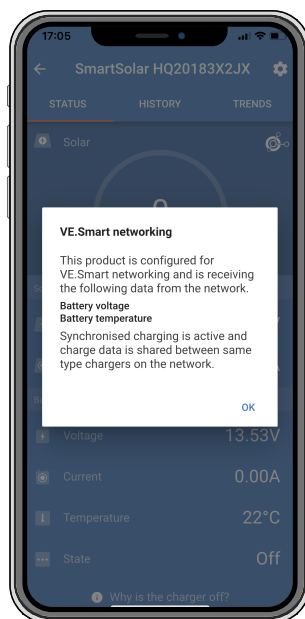 17:05
SmartSolar HQ20183X2JX
STATUS HISTORY TRENDS
Solar
VE.Smart networking
This product is configured for
VE.Smart networking and is receiving
the following data from the network.
Battery voltage
Battery temperature
Synchronised charging is active and
charge data is shared between same
type chargers on the network.
OK
Voltage 13.53V
Current 0.00A
Temperature 22°C
State Off
Why is the charger off?